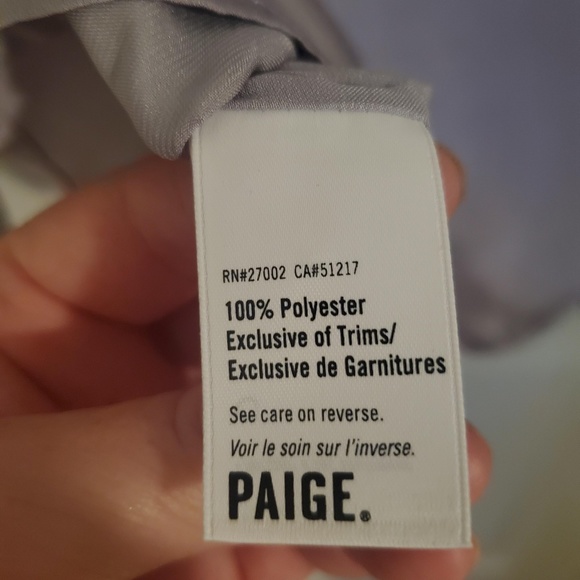 RN#27002 CA#51217
100% Polyester
Exclusive of Trims/
Exclusive de Garnitures
See care on reverse.
Voir le soin sur l'inverse.
PAIGE.®